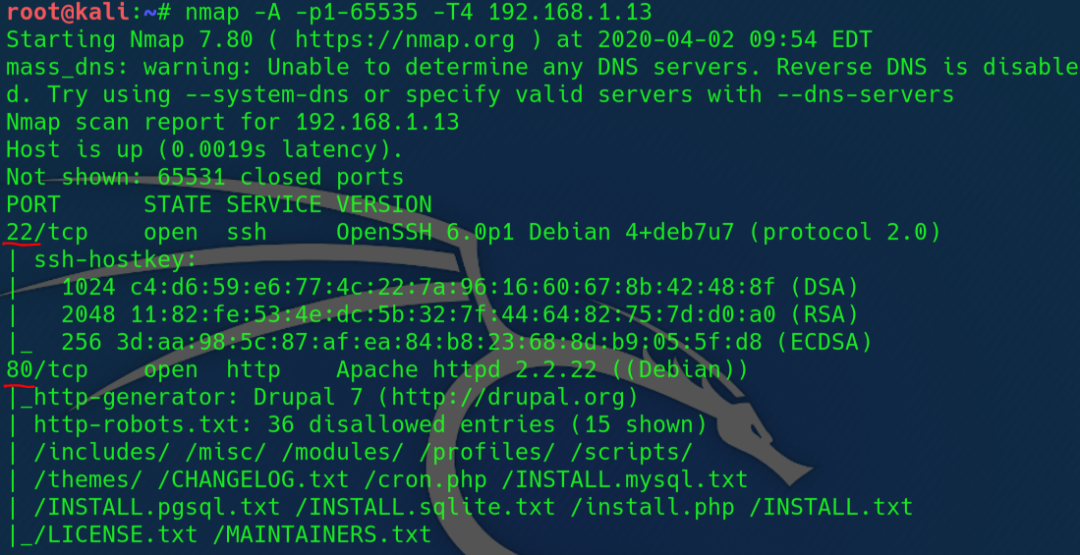 root@kali:~# nmap -A -p1-65535 -T4 192.168.1.13
Starting Nmap 7.80 ( https://nmap.org ) at 2020-04-02 09:54 EDT
mass_dns: warning: Unable to determine any DNS servers. Reverse DNS is disable
d. Try using --system-dns or specify valid servers with --dns-servers
Nmap scan report for 192.168.1.13
Host is up (0.0019s latency).
Not shown: 65531 closed ports
PORT      STATE SERVICE VERSION
22/tcp    open  ssh     OpenSSH 6.0p1 Debian 4+deb7u7 (protocol 2.0)
| ssh-hostkey:
|   1024 c4:d6:59:e6:77:4c:22:7a:96:16:60:67:8b:42:48:8f (DSA)
|   2048 11:82:fe:53:4e:dc:5b:32:7f:44:64:82:75:7d:d0:a0 (RSA)
|_  256 3d:aa:98:5c:87:af:ea:84:b8:23:68:8d:b9:05:5f:d8 (ECDSA)
80/tcp    open  http    Apache httpd 2.2.22 ((Debian))
|_http-generator: Drupal 7 (http://drupal.org)
| http-robots.txt: 36 disallowed entries (15 shown)
| /includes/ /misc/ /modules/ /profiles/ /scripts/
| /themes/ /CHANGELOG.txt /cron.php /INSTALL.mysql.txt
| /INSTALL.pgsql.txt /INSTALL.sqlite.txt /install.php /INSTALL.txt
|_/LICENSE.txt /MAINTAINERS.txt